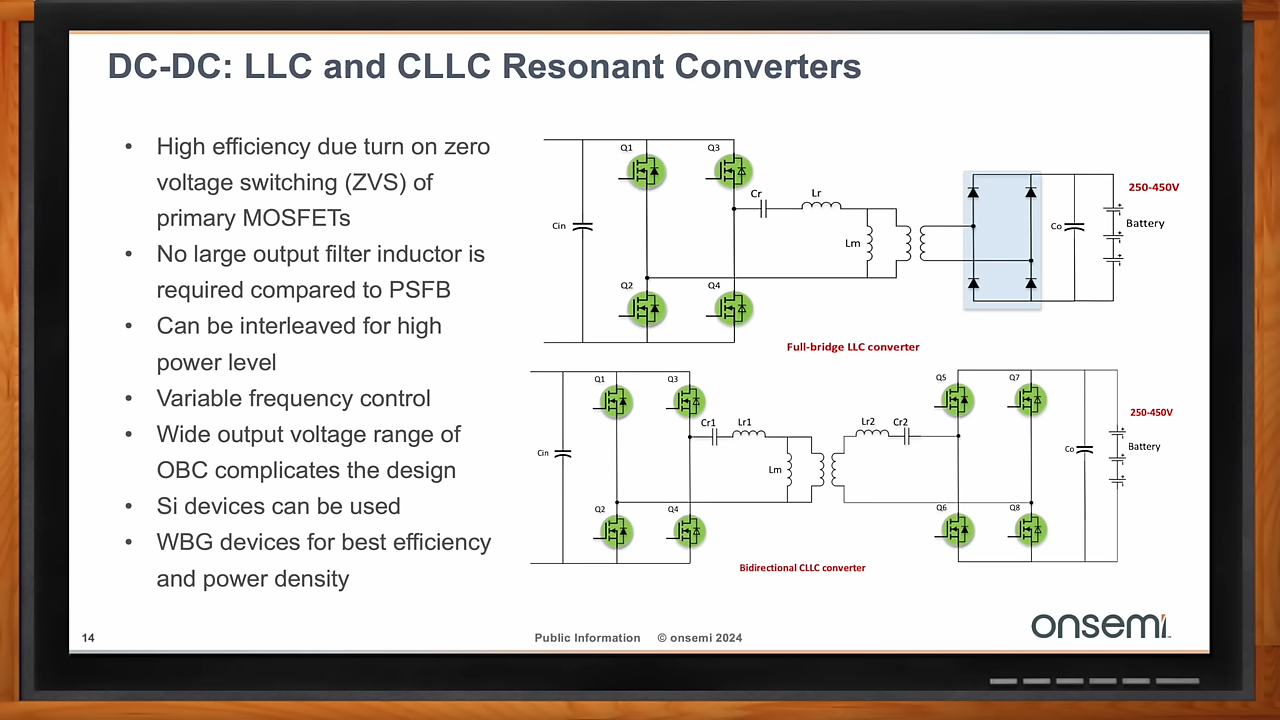 DC-DC: LLC and CLLC Resonant Converters
• High efficiency due turn on zero
voltage switching (ZVS) of
primary MOSFETs
• No large output filter inductor is
required compared to PSFB
• Can be interleaved for high
power level
• Variable frequency control
• Wide output voltage range of
OBC complicates the design
• Si devices can be used
• WBG devices for best efficiency
and power density
Q1
Q3
Cr
Lr
Cin
Lm
Q2
Q4
Co
250-450V
Battery
Full-bridge LLC converter
Q1
Q3
Cr1
Lr1
Cin
Lm
Q2
Q4
Lr2
Cr2
Q5
Q7
Q6
Q8
Co
250-450V
Battery
Bidirectional CLLC converter
14
Public Information © onsemi 2024
onsemi